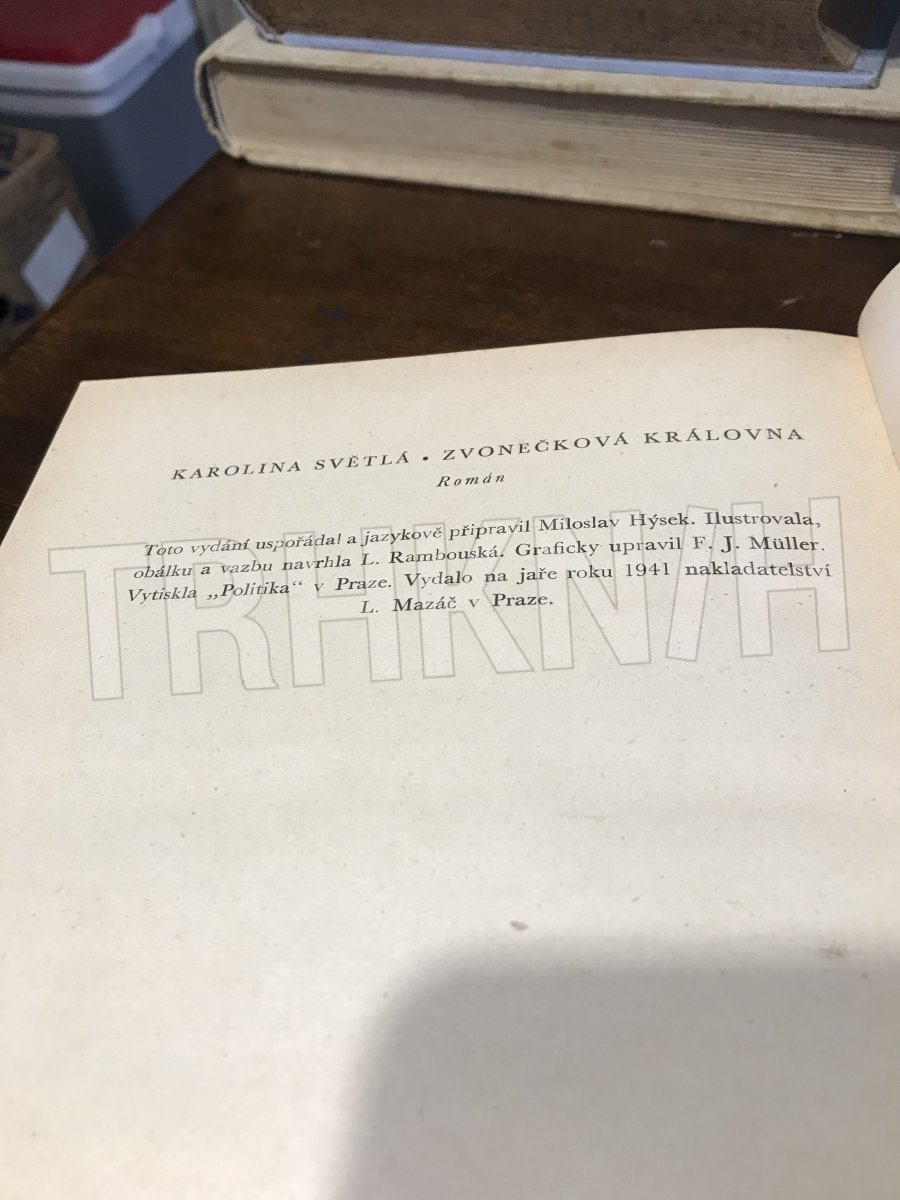 KAROLINA SVĚTLÁ • ZVONEČKOVÁ KRÁLOVNA
Román
Toto vydání uspořádal a jazykově připravil Miloslav Hýsek. Ilustrovala,
obálku a vazbu navrhla L. Rambouská. Graficky upravil F. J. Müller.
Vytiskla „Politika“ v Praze. Vydalo na jaře roku 1941 nakladatelství
L. Mazáč v Praze.
TRHKNIH